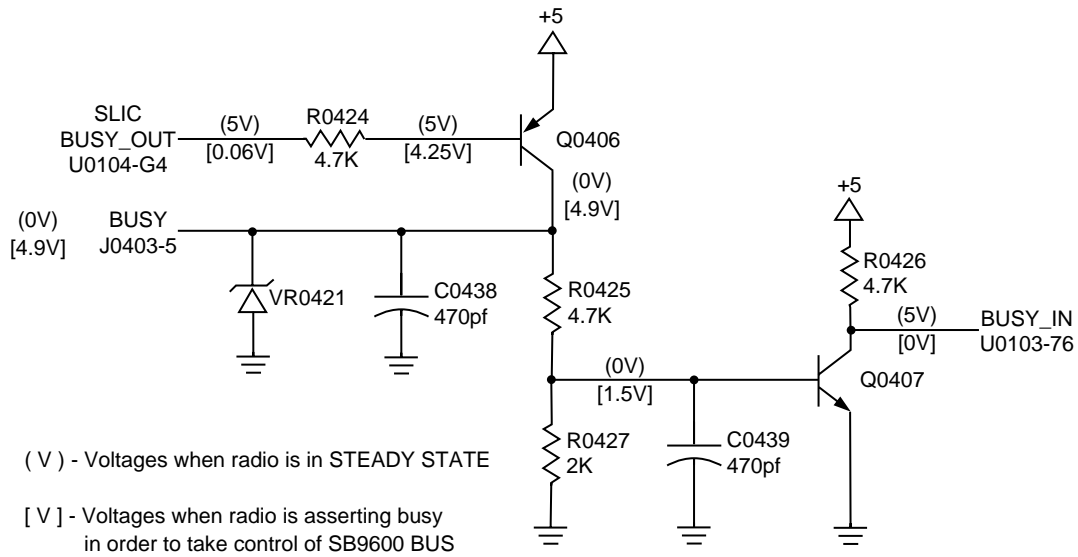 +5
SLIC
BUSY_OUT
U0104-G4
(5V)
[0.06V]
R0424
4.7K
(5V)
[4.25V]
Q0406
(0V)
[4.9V]
(0V)
[4.9V]
BUSY
J0403-5
VR0421
C0438
470pf
R0425
4.7K
+5
R0426
4.7K
(5V)
[0V]
BUSY_IN
U0103-76
(0V)
[1.5V]
Q0407
R0427
2K
C0439
470pf
( V ) - Voltages when radio is in STEADY STATE
[ V ] - Voltages when radio is asserting busy
in order to take control of SB9600 BUS